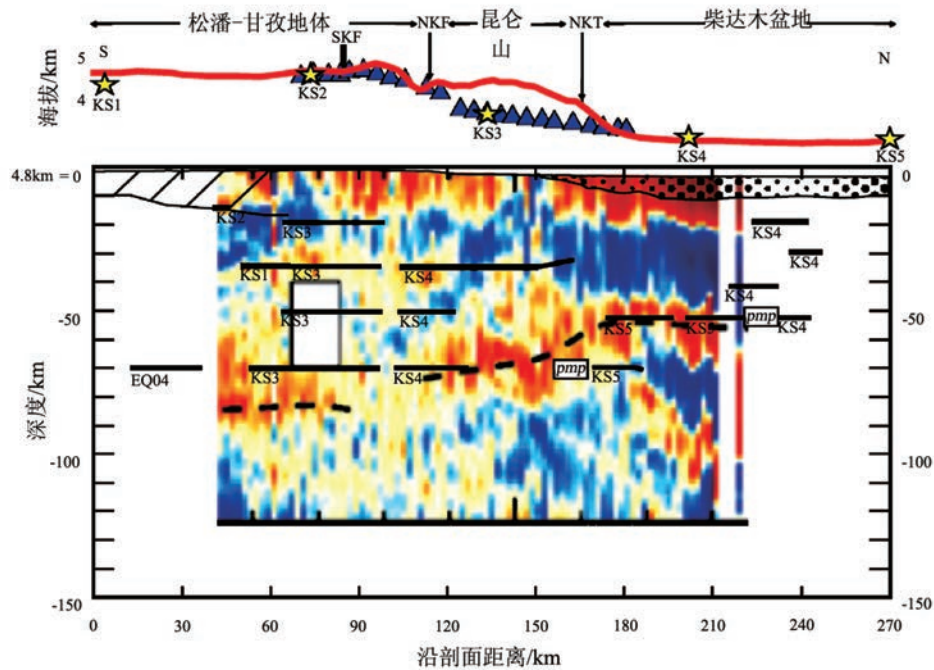 松潘-甘孜地体 NKF 昆仑山 NKT 柴达木盆地
S SKF N
海拔/km
5
4
KS1 KS2 KS3 KS4 KS5
4.8km = 0 0
KS2 KS3 KS4
KS4
KS1 KS3 KS4
KS4
-50 KS3 KS4 KS5 KS5 pmp KS4 -50
EQ04 KS3 KS4 pmp KS5
深度/km
-100 -100
-150 -150
0 30 60 90 120 150 180 210 240 270
沿剖面距离/km